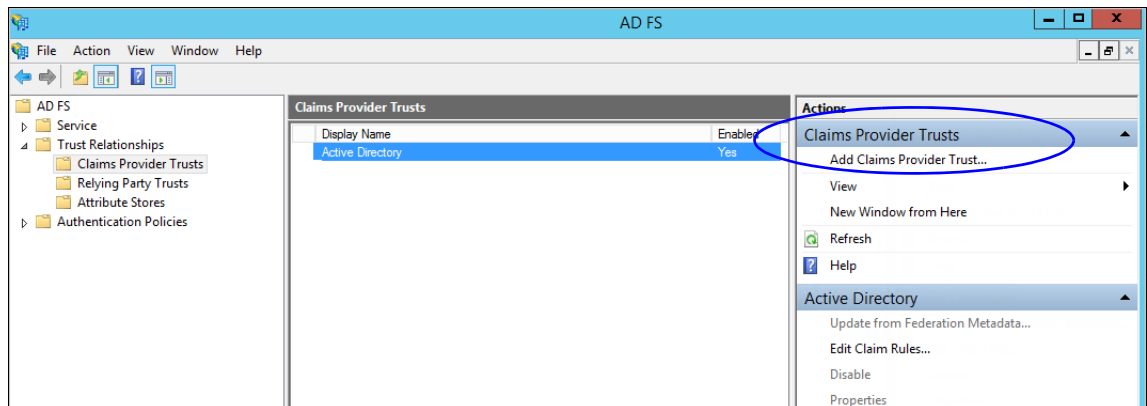 AD FS
File Action View Window Help
AD FS
Service
Trust Relationships
Claims Provider Trusts
Relying Party Trusts
Attribute Stores
Authentication Policies
Claims Provider Trusts
Display Name Enabled
Active Directory Yes
Actions
Claims Provider Trusts
Add Claims Provider Trust...
View
New Window from Here
Refresh
Help
Active Directory
Update from Federation Metadata...
Edit Claim Rules...
Disable
Properties